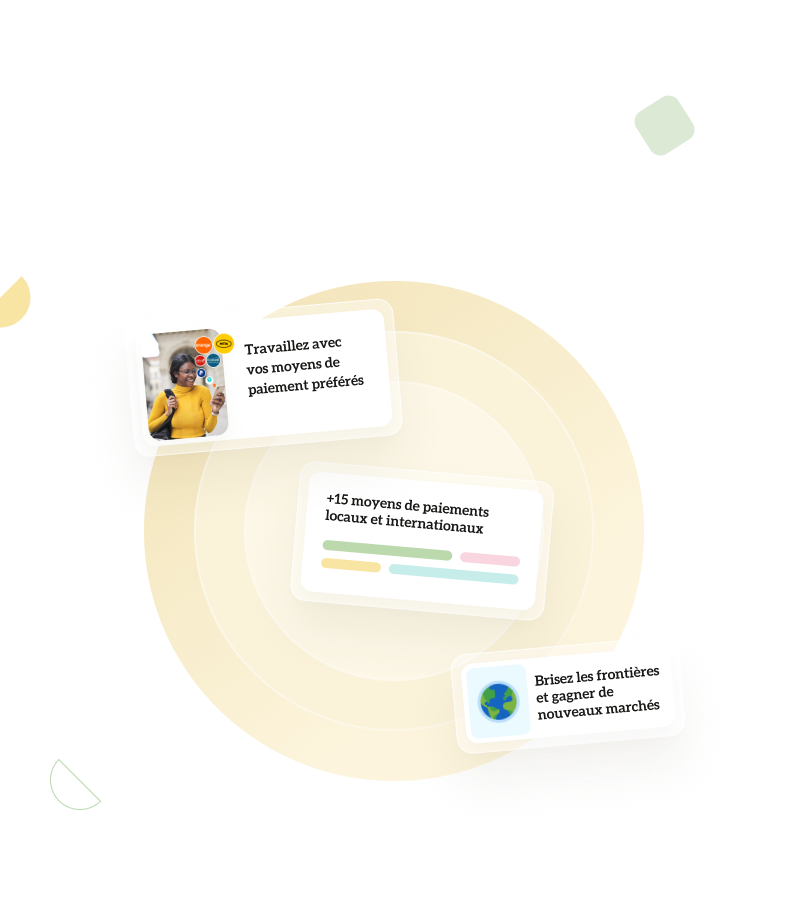 Travaillez avec
vos moyens de
paiement préférés
+15 moyens de paiements
locaux et internationaux
Brisez les frontières
et gagner de
nouveaux marchés